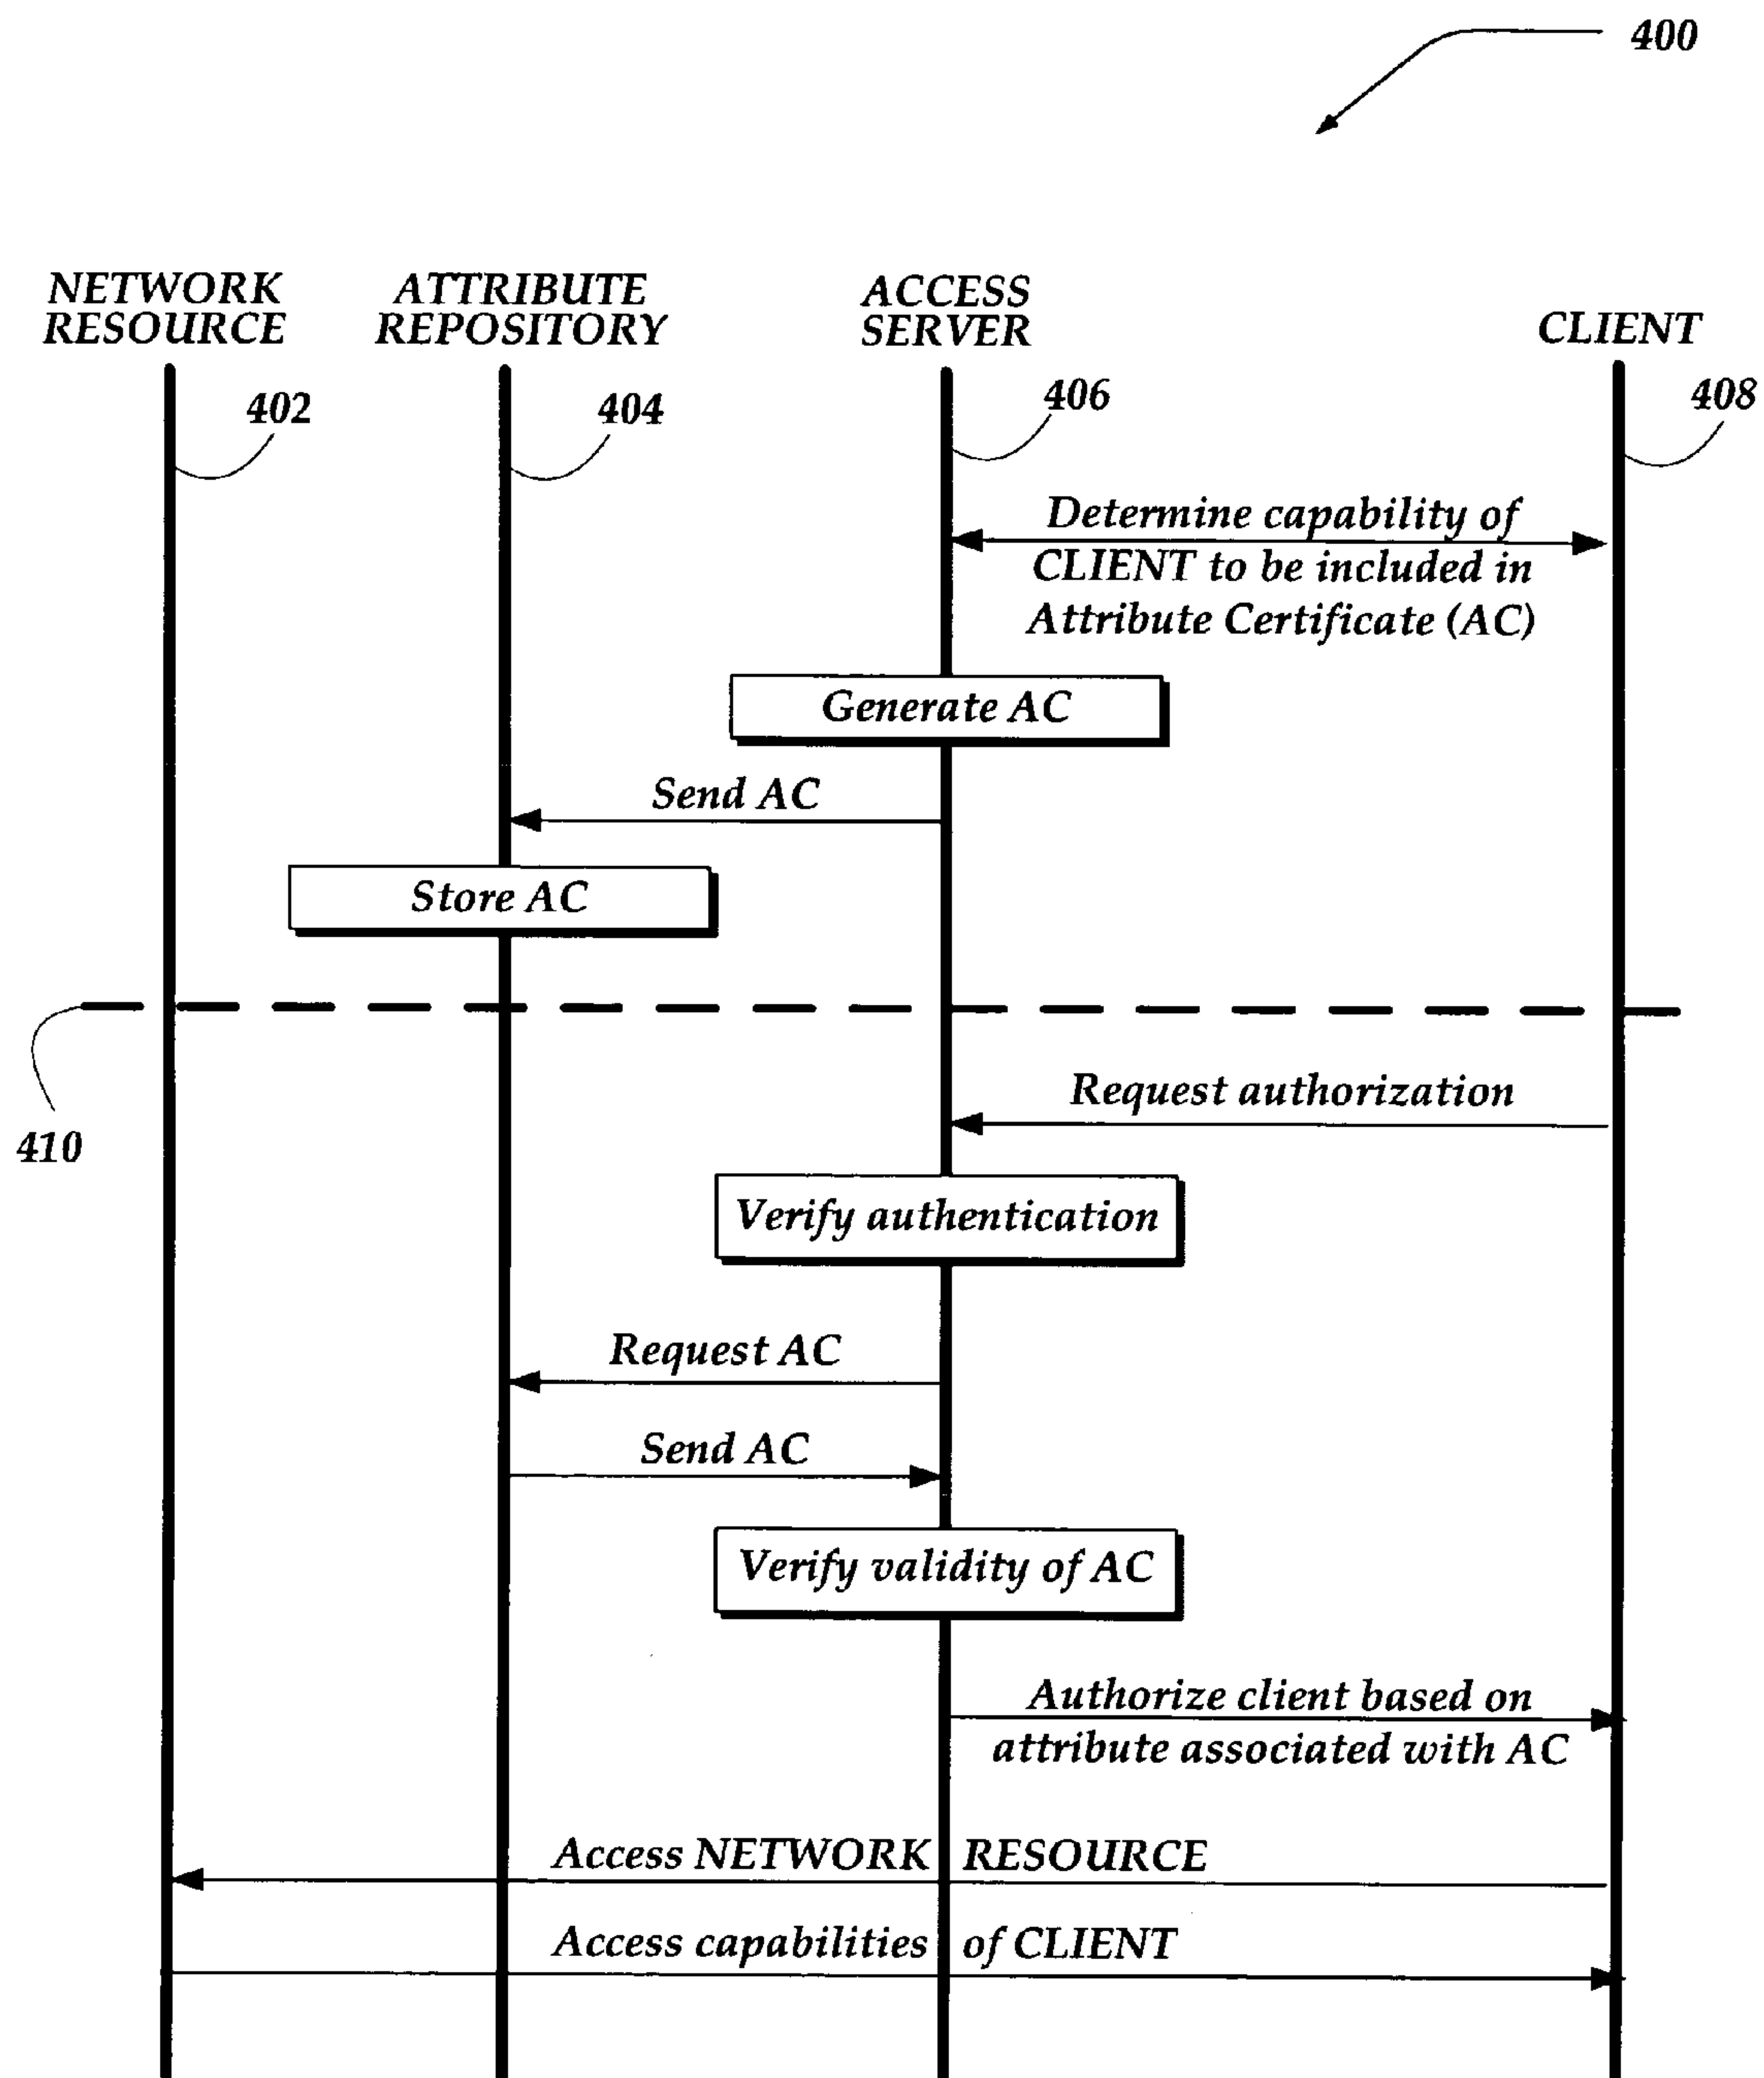 400
NETWORK
RESOURCE
ATTRIBUTE
REPOSITORY
ACCESS
SERVER
CLIENT
402
404
406
408
Determine capability of
CLIENT to be included in
Attribute Certificate (AC)
Generate AC
Send AC
Store AC
410
Request authorization
Verify authentication
Request AC
Send AC
Verify validity of AC
Authorize client based on
attribute associated with AC
Access NETWORK RESOURCE
Access capabilities of CLIENT